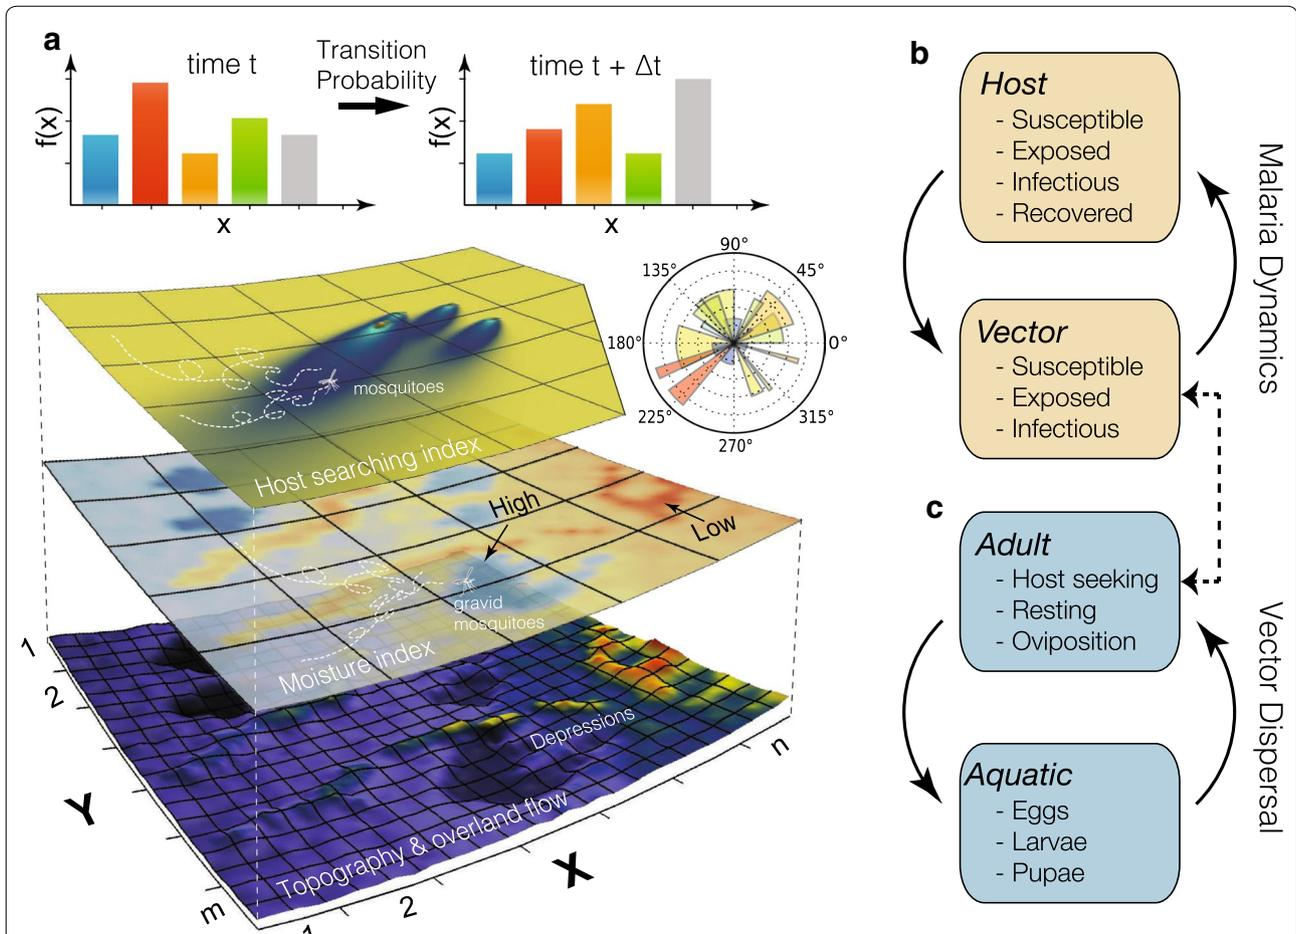 a
time t
Transition
Probability
time t + Δt
f(x)
x
f(x)
x
90°
135°
45°
180°
0°
225°
315°
270°
mosquitoes
Host searching index
High
Low
gravid
mosquitoes
Moisture index
Depressions
Topography & overland flow
1
2
Y
m
1
2
X
n
b
Host
- Susceptible
- Exposed
- Infectious
- Recovered
Vector
- Susceptible
- Exposed
- Infectious
Malaria Dynamics
c
Adult
- Host seeking
- Resting
- Oviposition
Aquatic
- Eggs
- Larvae
- Pupae
Vector Dispersal